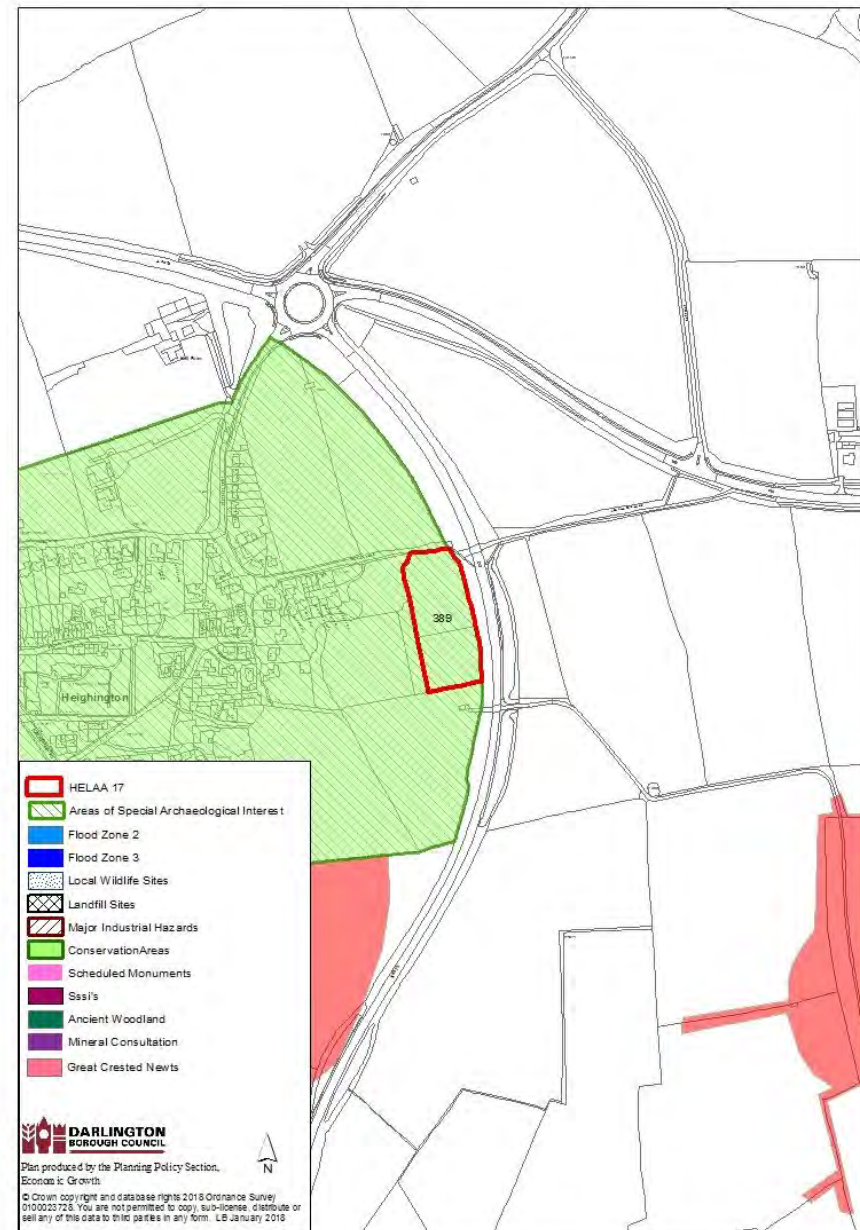 389
Heighington
HELAA 17
Areas of Special Archaeological Interest
Flood Zone 2
Flood Zone 3
Local Wildlife Sites
Landfill Sites
Major Industrial Hazards
ConservationAreas
Scheduled Monuments
Sssi's
Ancient Woodland
Mineral Consultation
Great Crested Newts
DARLINGTON
BOROUGH COUNCIL
Plan produced by the Planning Policy Section,
Economic Growth
N
© Crown copyright and database rights 2018 Ordnance Survey
0100023728. You are not permitted to copy, sub-license, distribute or
sell any of this data to third parties in any form. LB January 2018